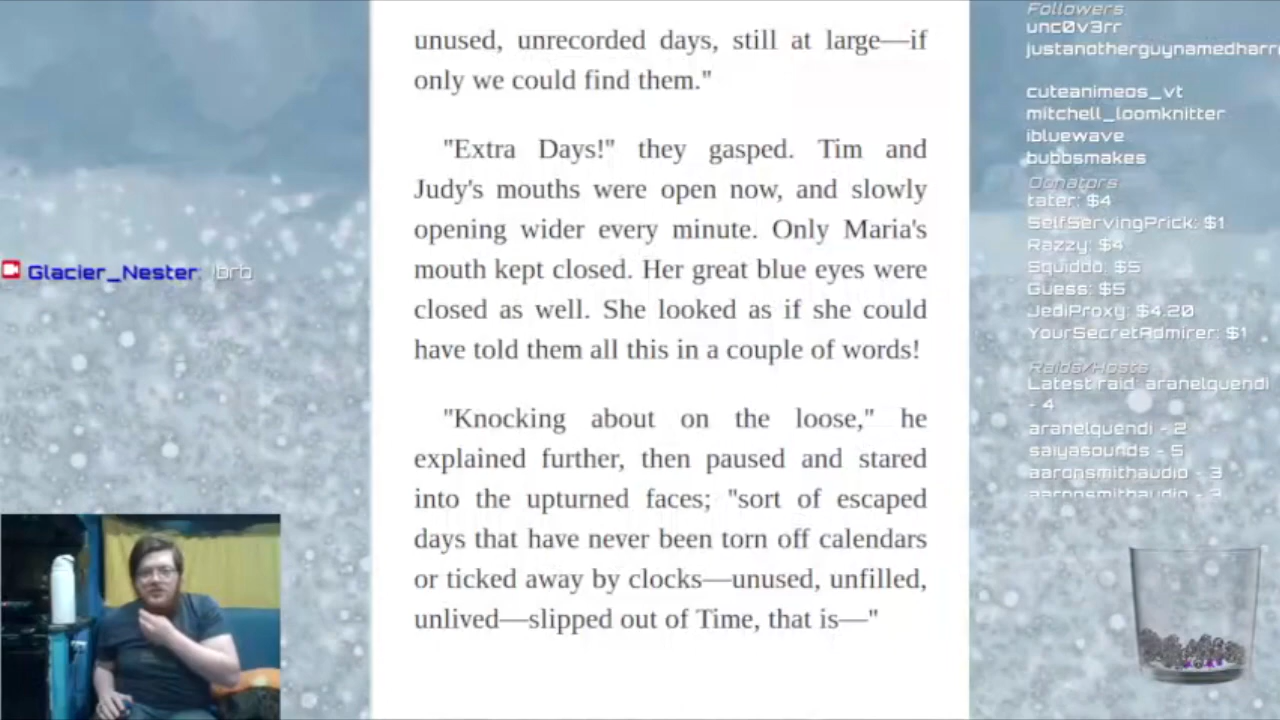 unused, unrecorded days, still at large—if
only we could find them."
"Extra Days!" they gasped. Tim and
Judy's mouths were open now, and slowly
opening wider every minute. Only Maria's
mouth kept closed. Her great blue eyes were
closed as well. She looked as if she could
have told them all this in a couple of words!
"Knocking about on the loose," he
explained further, then paused and stared
into the upturned faces; "sort of escaped
days that have never been torn off calendars
or ticked away by clocks—unused, unfilled,
unlived—slipped out of Time, that is—"
Glacier_Nester: !brb
Followers
unc0v3rr
justanotherguynamedharr
cuteanimeos_vt
mitchell_loomknitter
ibluewave
bubbsmakes
Donators
tater: $4
SelfServingPrick: $1
Razzy: $4
Squiddo: $5
Guess: $5
JediProxy: $4.20
YourSecretAdmirer: $1
Raids/Hosts
Latest raid: aranelquendi
- 4
aranelquendi - 2
saiyasounds - 5
aaronsmithaudio - 3
aaronsmithaudio - 3